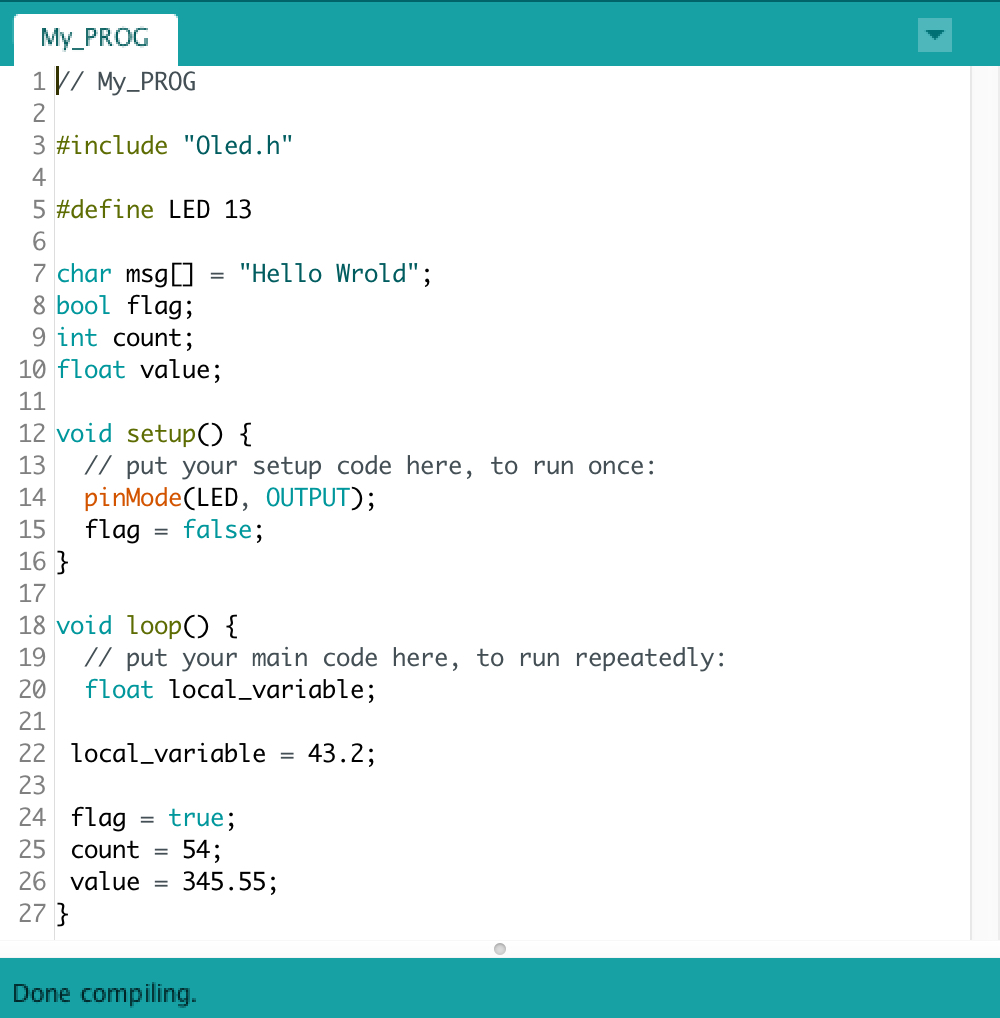 My_PROG
1 // My_PROG
2
3 #include "Oled.h"
4
5 #define LED 13
6
7 char msg[] = "Hello Wrold";
8 bool flag;
9 int count;
10 float value;
11
12 void setup() {
13   // put your setup code here, to run once:
14   pinMode(LED, OUTPUT);
15   flag = false;
16 }
17
18 void loop() {
19   // put your main code here, to run repeatedly:
20   float local_variable;
21
22  local_variable = 43.2;
23
24  flag = true;
25  count = 54;
26  value = 345.55;
27 }
Done compiling.